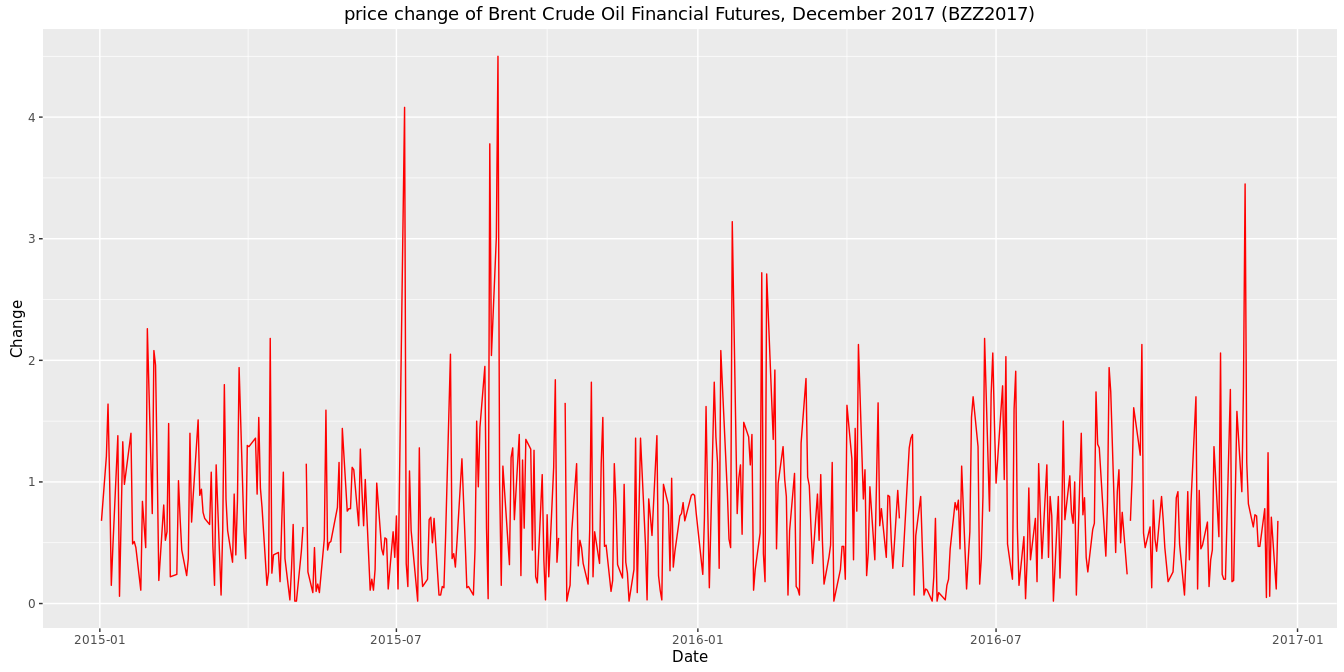 price change of Brent Crude Oil Financial Futures, December 2017 (BZZ2017)
Change
4
3
2
1
0
2015-01 2015-07 2016-01 2016-07 2017-01
Date